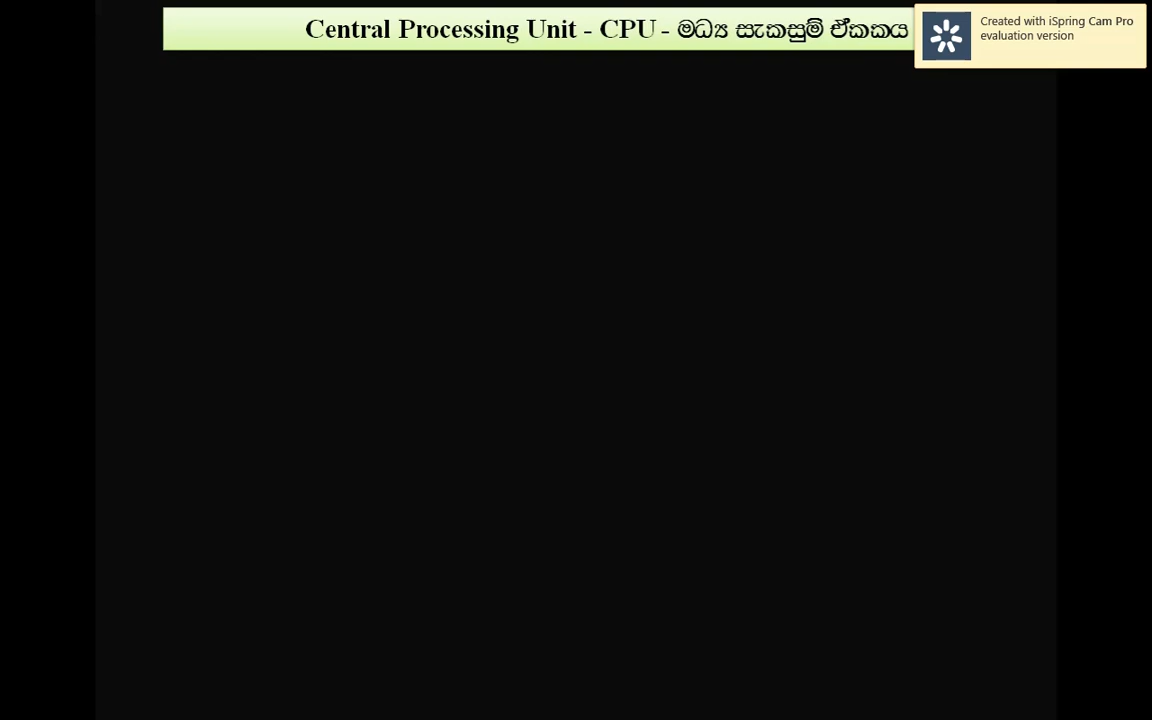 Central Processing Unit - CPU - මධ්‍ය සැකසුම් ඒකකය
Created with iSpring Cam Pro
evaluation version